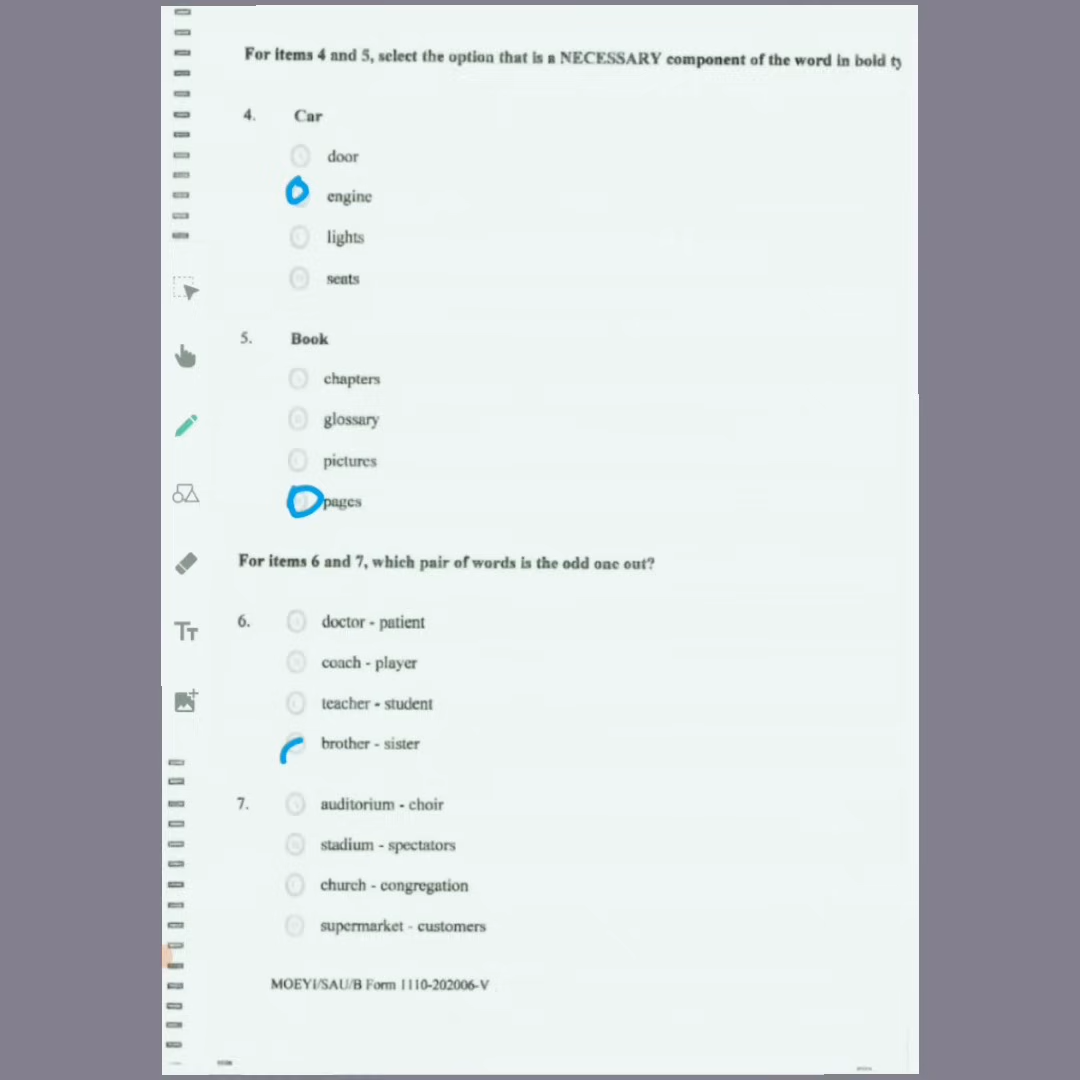 For items 4 and 5, select the option that is a NECESSARY component of the word in bold ty
4. Car
door
engine
lights
seats
5. Book
chapters
glossary
pictures
pages
For items 6 and 7, which pair of words is the odd one out?
6. doctor - patient
coach - player
teacher - student
brother - sister
7. auditorium - choir
stadium - spectators
church - congregation
supermarket - customers
MOEYI/SAU/B Form 1110-202006-V